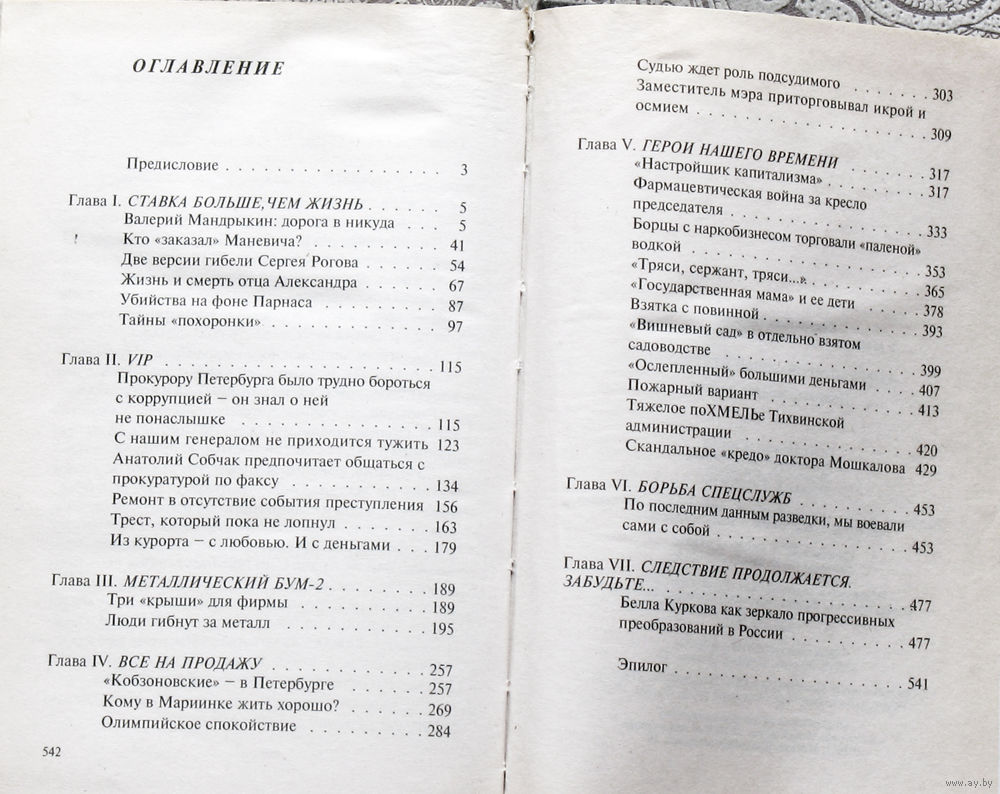 ОГЛАВЛЕНИЕ
Предисловие . . . . . . . . . . . . . . . . . . 3
Глава I. СТАВКА БОЛЬШЕ, ЧЕМ ЖИЗНЬ . . . . . . 5
Валерий Мандрыкин: дорога в никуда . . . . 5
Кто «заказал» Маневича? . . . . . . . . . . 41
Две версии гибели Сергея Рогова . . . . . . 54
Жизнь и смерть отца Александра . . . . . . 67
Убийства на фоне Парнаса . . . . . . . . . 87
Тайны «похоронки» . . . . . . . . . . . . . 97
Глава II. VIP . . . . . . . . . . . . . . . . . . 115
Прокурору Петербурга было трудно бороться
с коррупцией – он знал о ней
не понаслышке . . . . . . . . . . . . . . 115
С нашим генералом не приходится тужить 123
Анатолий Собчак предпочитает общаться с
прокуратурой по факсу . . . . . . . . . . 134
Ремонт в отсутствие события преступления 156
Трест, который пока не лопнул . . . . . . . 163
Из курорта – с любовью. И с деньгами . . . 179
Глава III. МЕТАЛЛИЧЕСКИЙ БУМ-2 . . . . . . . . 189
Три «крыши» для фирмы . . . . . . . . . . 189
Люди гибнут за металл . . . . . . . . . . 195
Глава IV. ВСЕ НА ПРОДАЖУ . . . . . . . . . . . 257
«Кобзоновские» – в Петербурге . . . . . . 257
Кому в Мариинке жить хорошо? . . . . . . 269
Олимпийское спокойствие . . . . . . . . . 284
542
Судью ждет роль подсудимого . . . . . . . 303
Заместитель мэра приторговывал икрой и
осмием . . . . . . . . . . . . . . . . . 309
Глава V. ГЕРОИ НАШЕГО ВРЕМЕНИ . . . . . . . 317
«Настройщик капитализма» . . . . . . . . 317
Фармацевтическая война за кресло
председателя . . . . . . . . . . . . . . 333
Борцы с наркобизнесом торговали «паленой»
водкой . . . . . . . . . . . . . . . . . 353
«Тряси, сержант, тряси...» . . . . . . . . . 365
«Государственная мама» и ее дети . . . . . 378
Взятка с повинной . . . . . . . . . . . . 393
«Вишневый сад» в отдельно взятом
садоводстве . . . . . . . . . . . . . . . 399
«Ослепленный» большими деньгами . . . . 407
Пожарный вариант . . . . . . . . . . . . 413
Тяжелое поХМЕЛЬе Тихвинской
администрации . . . . . . . . . . . . . . 420
Скандальное «кредо» доктора Мошкалова 429
Глава VI. БОРЬБА СПЕЦСЛУЖБ . . . . . . . . . 453
По последним данным разведки, мы воевали
сами с собой . . . . . . . . . . . . . . . 453
Глава VII. СЛЕДСТВИЕ ПРОДОЛЖАЕТСЯ.
ЗАБУДЬТЕ... . . . . . . . . . . . . . . . . . . . 477
Белла Куркова как зеркало прогрессивных
преобразований в России . . . . . . . . . 477
Эпилог . . . . . . . . . . . . . . . . . . 541
www.ay.by